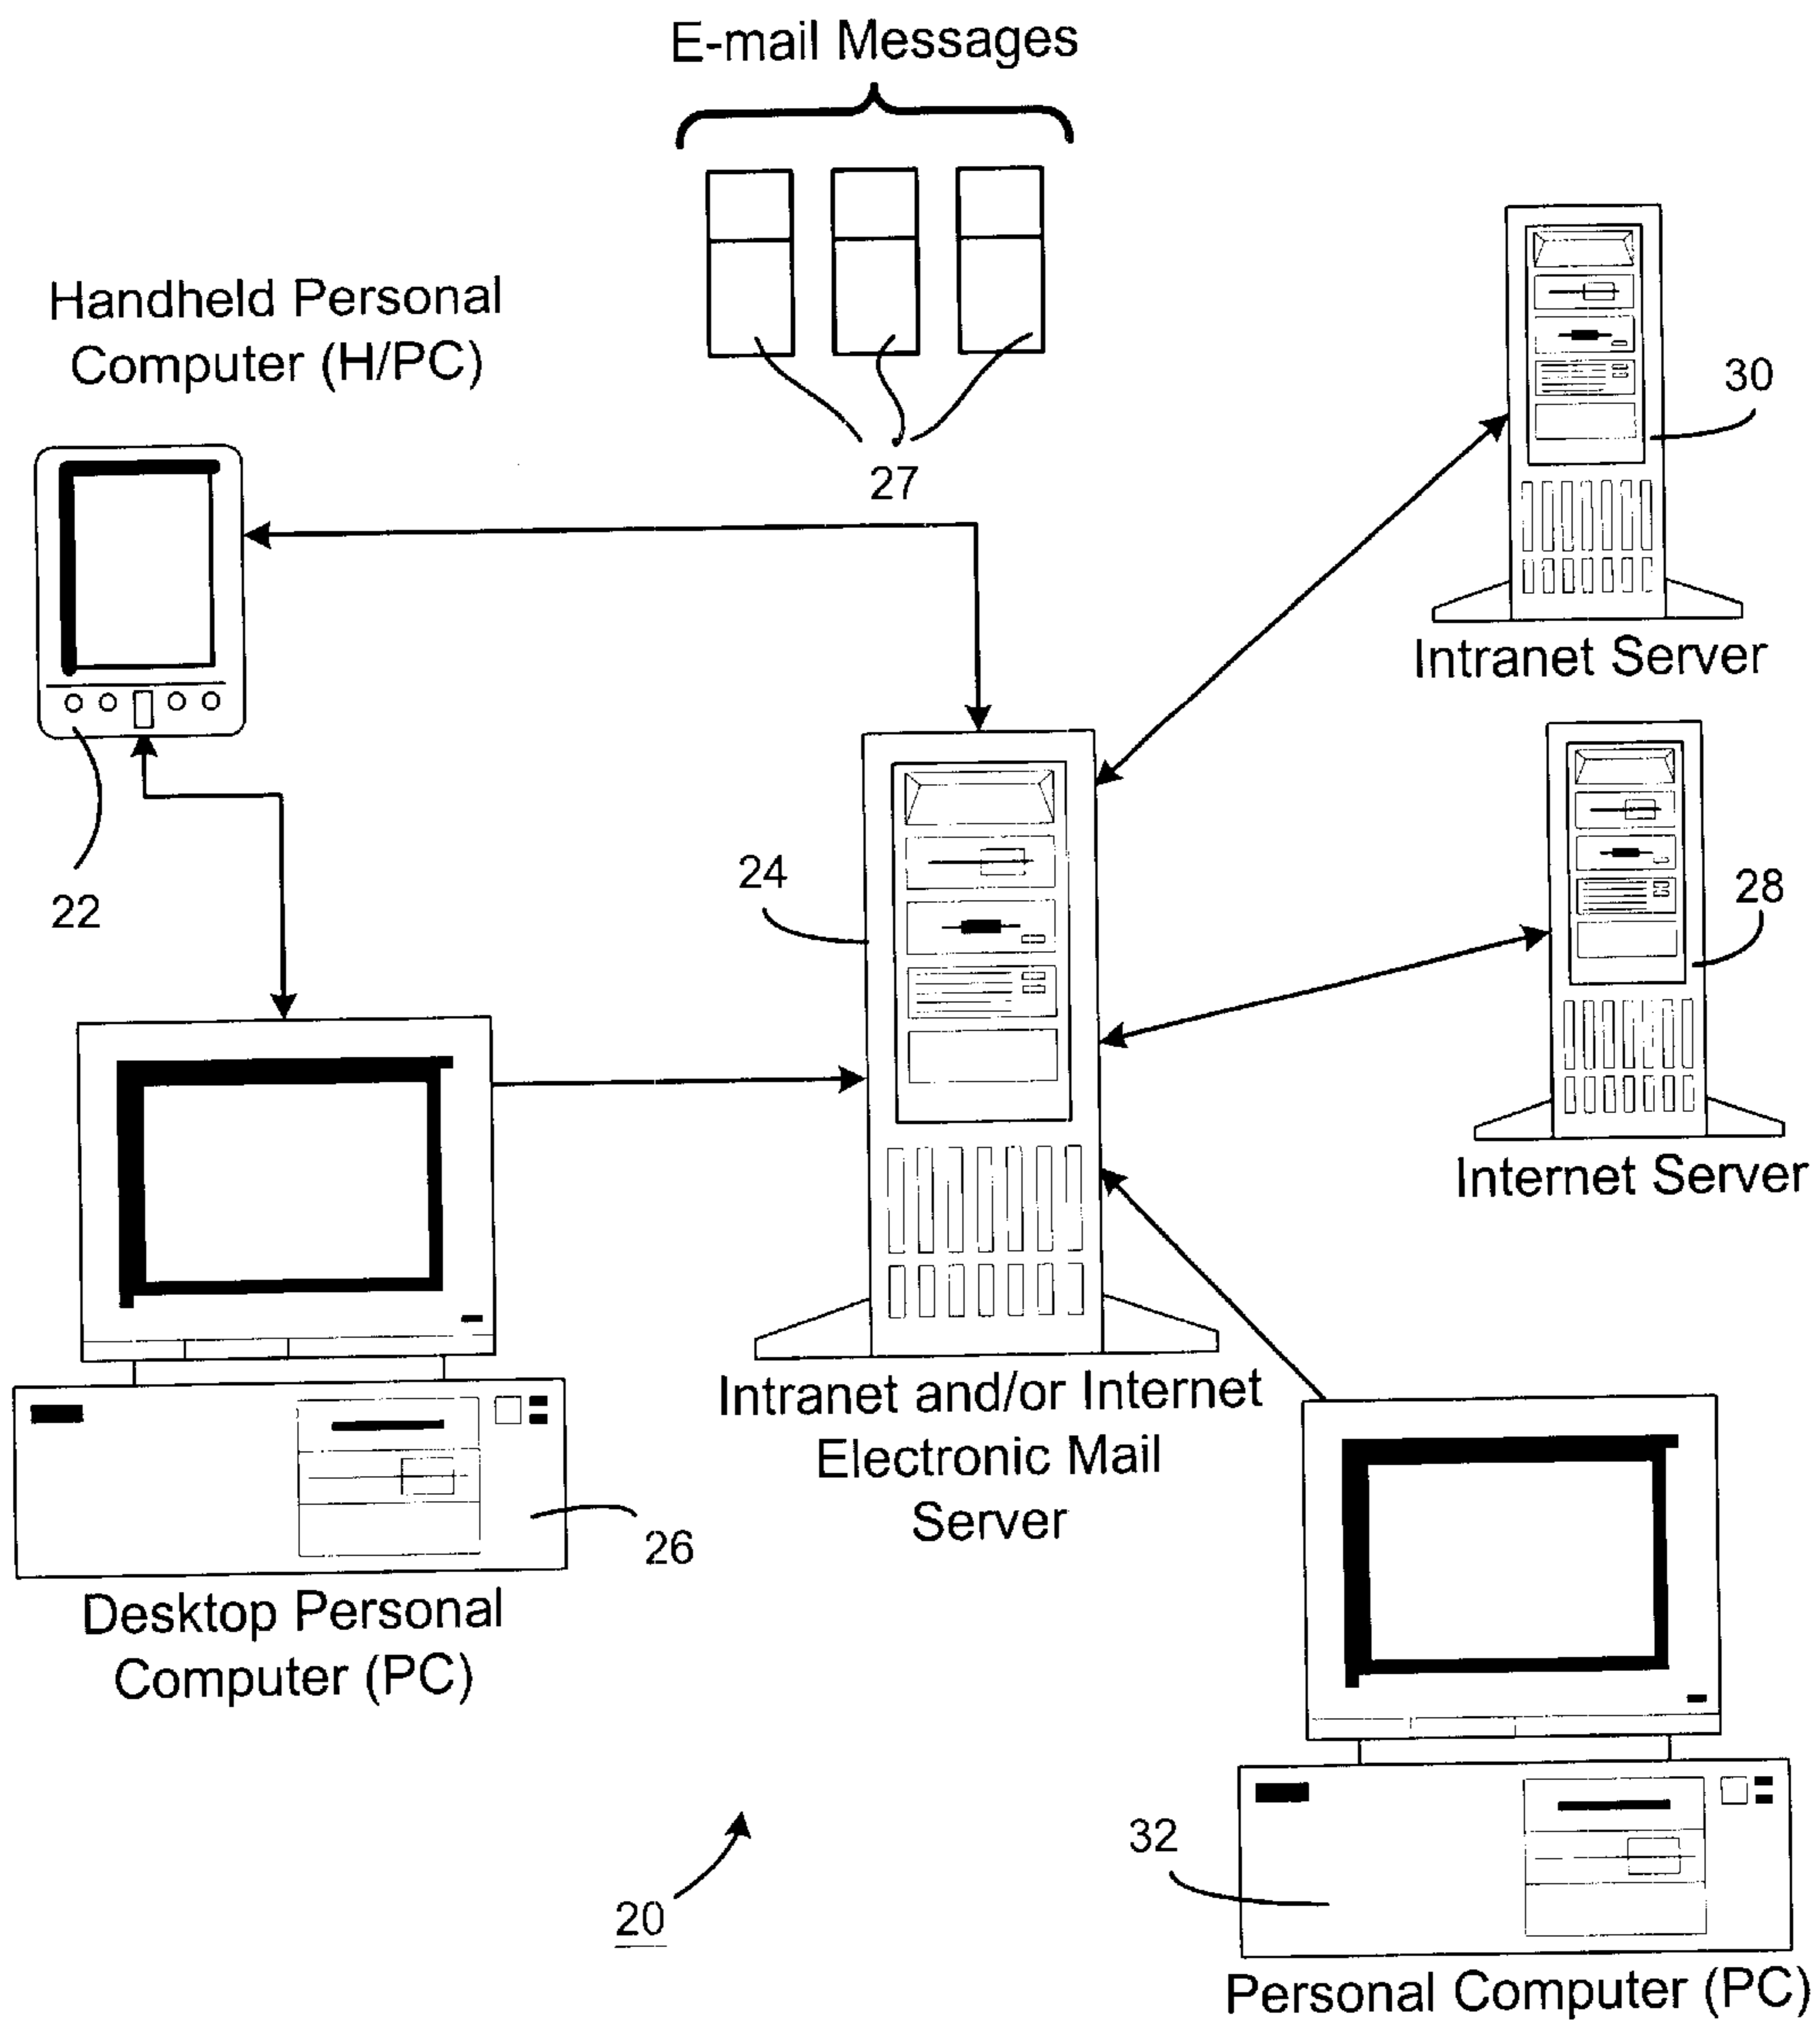 E-mail Messages
Handheld Personal
Computer (H/PC)
27
30
Intranet Server
22
24
28
Internet Server
Intranet and/or Internet
Electronic Mail
Server
26
Desktop Personal
Computer (PC)
32
20
Personal Computer (PC)